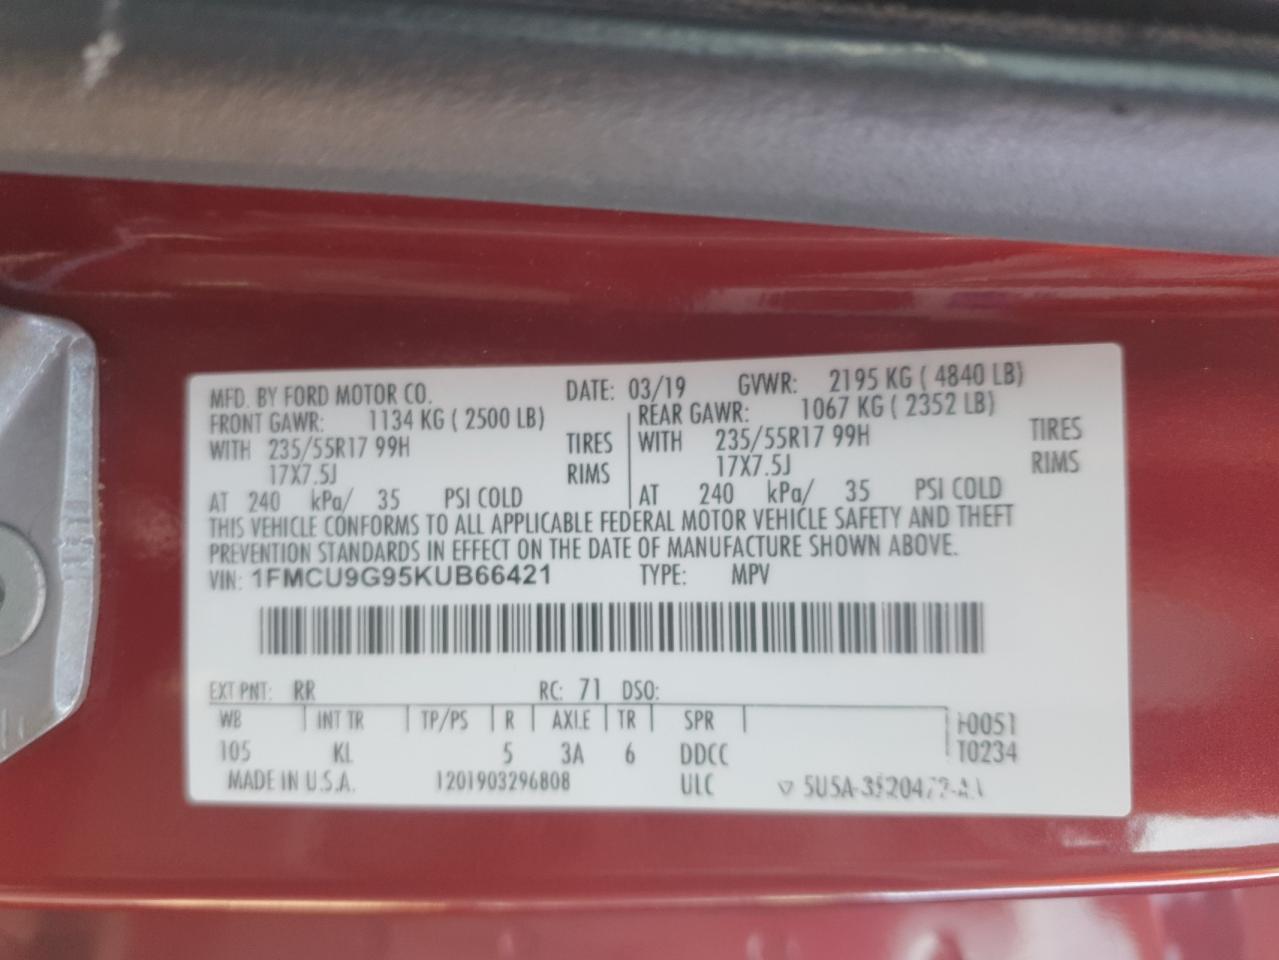 MFD. BY FORD MOTOR CO. DATE: 03/19 GVWR: 2195 KG ( 4840 LB)
FRONT GAWR: 1134 KG ( 2500 LB) REAR GAWR: 1067 KG ( 2352 LB)
WITH 235/55R17 99H TIRES WITH 235/55R17 99H TIRES
17X7.5J RIMS 17X7.5J RIMS
AT 240 kPa/ 35 PSI COLD AT 240 kPa/ 35 PSI COLD
THIS VEHICLE CONFORMS TO ALL APPLICABLE FEDERAL MOTOR VEHICLE SAFETY AND THEFT
PREVENTION STANDARDS IN EFFECT ON THE DATE OF MANUFACTURE SHOWN ABOVE.
VIN: 1FMCU9G95KUB66421 TYPE: MPV
EXT PNT: RR RC: 71 DSO:
WB INT TR TP/PS R AXLE TR SPR
105 KL 5 3A 6 DDCC T0234
MADE IN U.S.A. 1201903296808 ULC